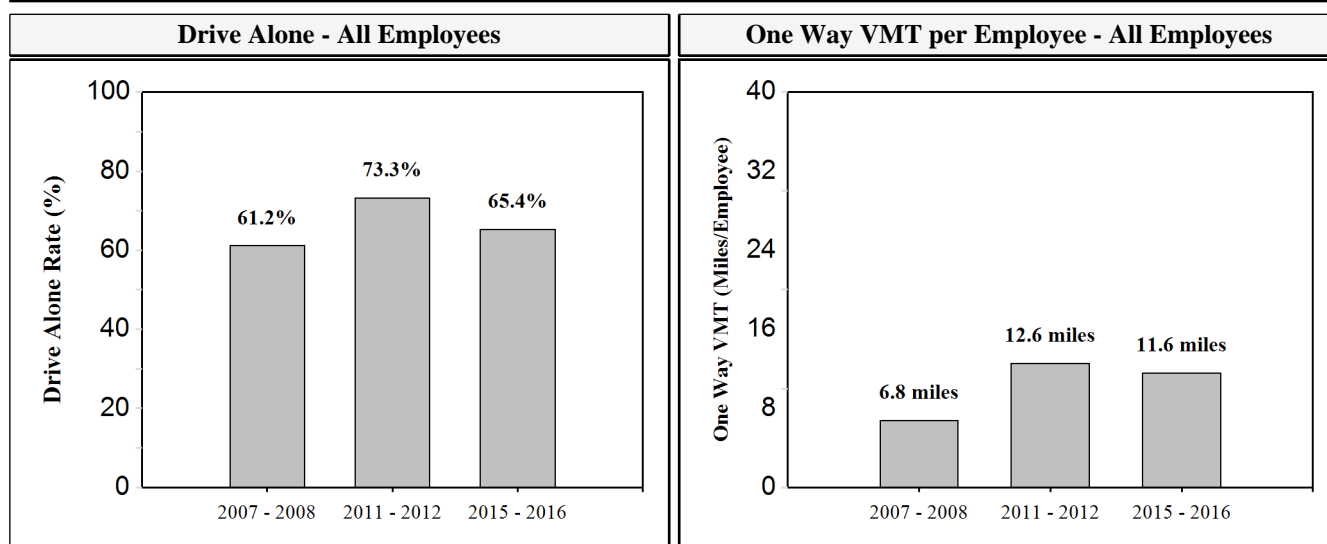 Drive Alone - All Employees
Drive Alone Rate (%)
100
80
60
40
20
0
61.2%
73.3%
65.4%
2007 - 2008 2011 - 2012 2015 - 2016
One Way VMT per Employee - All Employees
One Way VMT (Miles/Employee)
40
32
24
16
8
0
6.8 miles
12.6 miles
11.6 miles
2007 - 2008 2011 - 2012 2015 - 2016